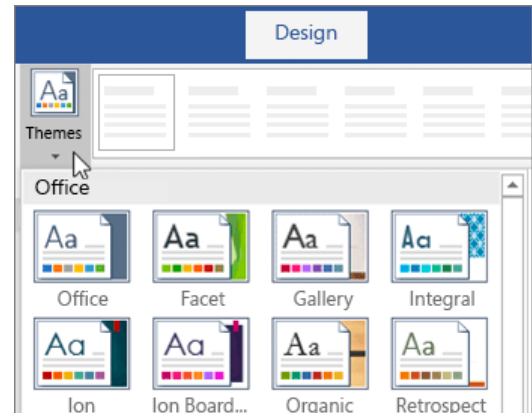 Design
Aa
Themes
Office
Aa Aa Aa Aa
Office Facet Gallery Integral
Aa Aa Aa Aa
Ion Ion Board... Organic Retrospect